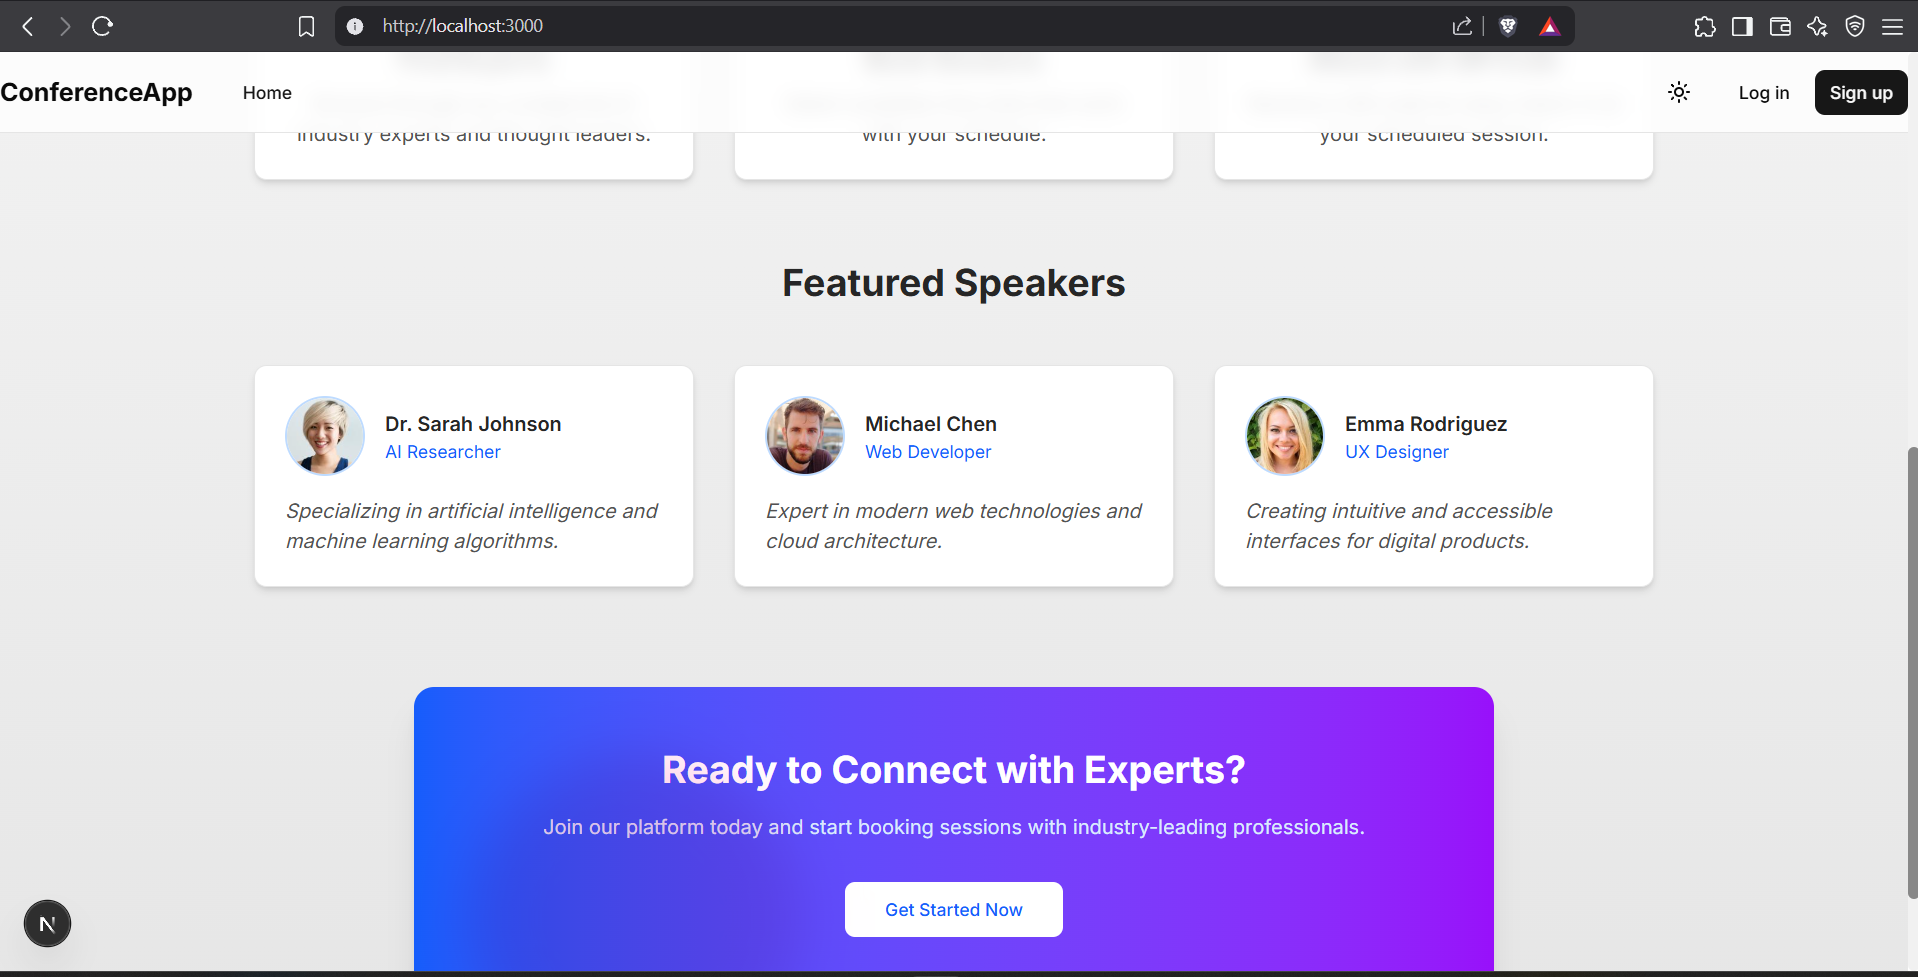 http://localhost:3000
ConferenceApp
Home
Log in
Sign up
industry experts and thought leaders.
with your schedule.
your scheduled session.
Featured Speakers
Dr. Sarah Johnson
AI Researcher
Specializing in artificial intelligence and
machine learning algorithms.
Michael Chen
Web Developer
Expert in modern web technologies and
cloud architecture.
Emma Rodriguez
UX Designer
Creating intuitive and accessible
interfaces for digital products.
Ready to Connect with Experts?
Join our platform today and start booking sessions with industry-leading professionals.
Get Started Now
N